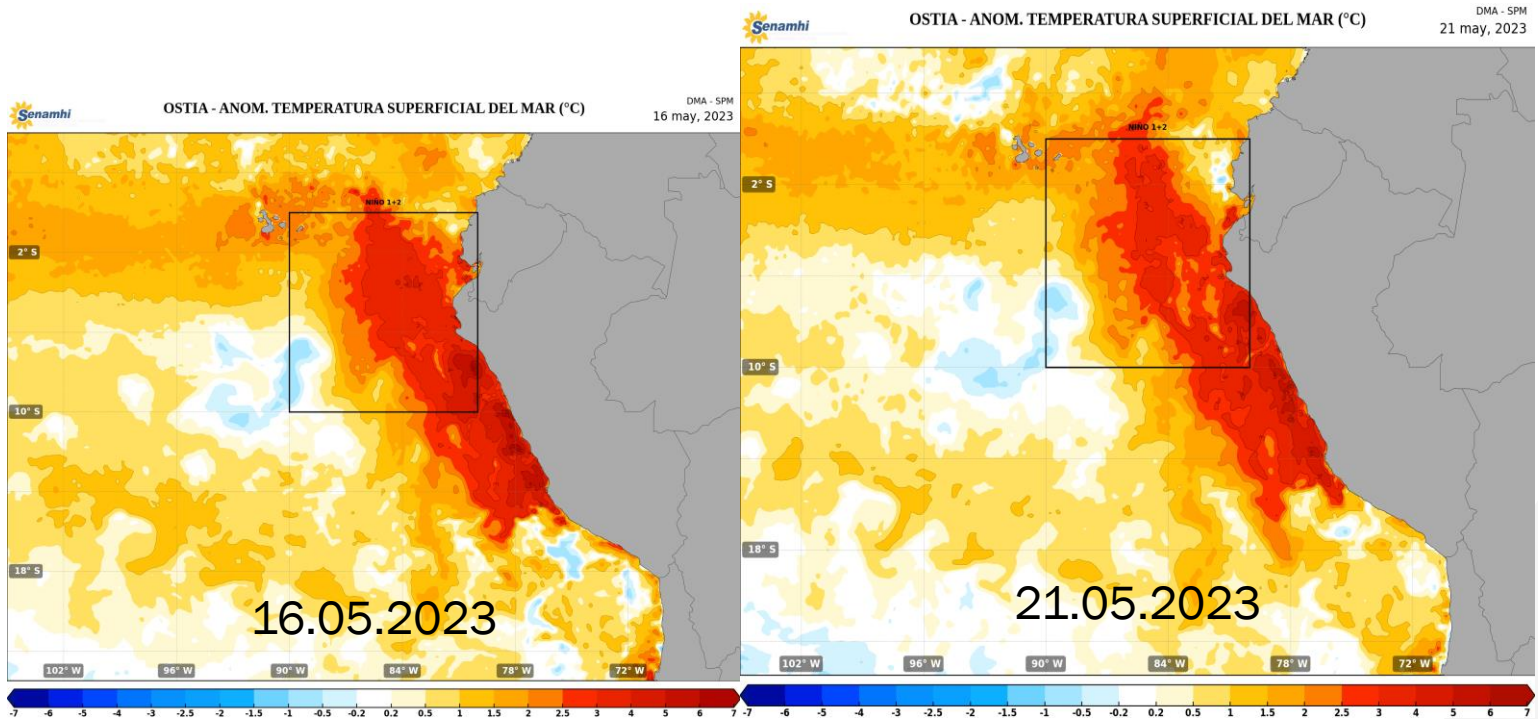 Senamhi
OSTIA - ANOM. TEMPERATURA SUPERFICIAL DEL MAR (°C)
DMA - SPM
16 may, 2023
NIÑO 1+2
2° S
10° S
18° S
16.05.2023
102° W 96° W 90° W 84° W 78° W 72° W
-7 -6 -5 -4 -3 -2.5 -2 -1.5 -1 -0.5 -0.2 0.2 0.5 1 1.5 2 2.5 3 4 5 6 7
Senamhi
OSTIA - ANOM. TEMPERATURA SUPERFICIAL DEL MAR (°C)
DMA - SPM
21 may, 2023
NIÑO 1+2
2° S
10° S
18° S
21.05.2023
102° W 96° W 90° W 84° W 78° W 72° W
-7 -6 -5 -4 -3 -2.5 -2 -1.5 -1 -0.5 -0.2 0.2 0.5 1 1.5 2 2.5 3 4 5 6 7